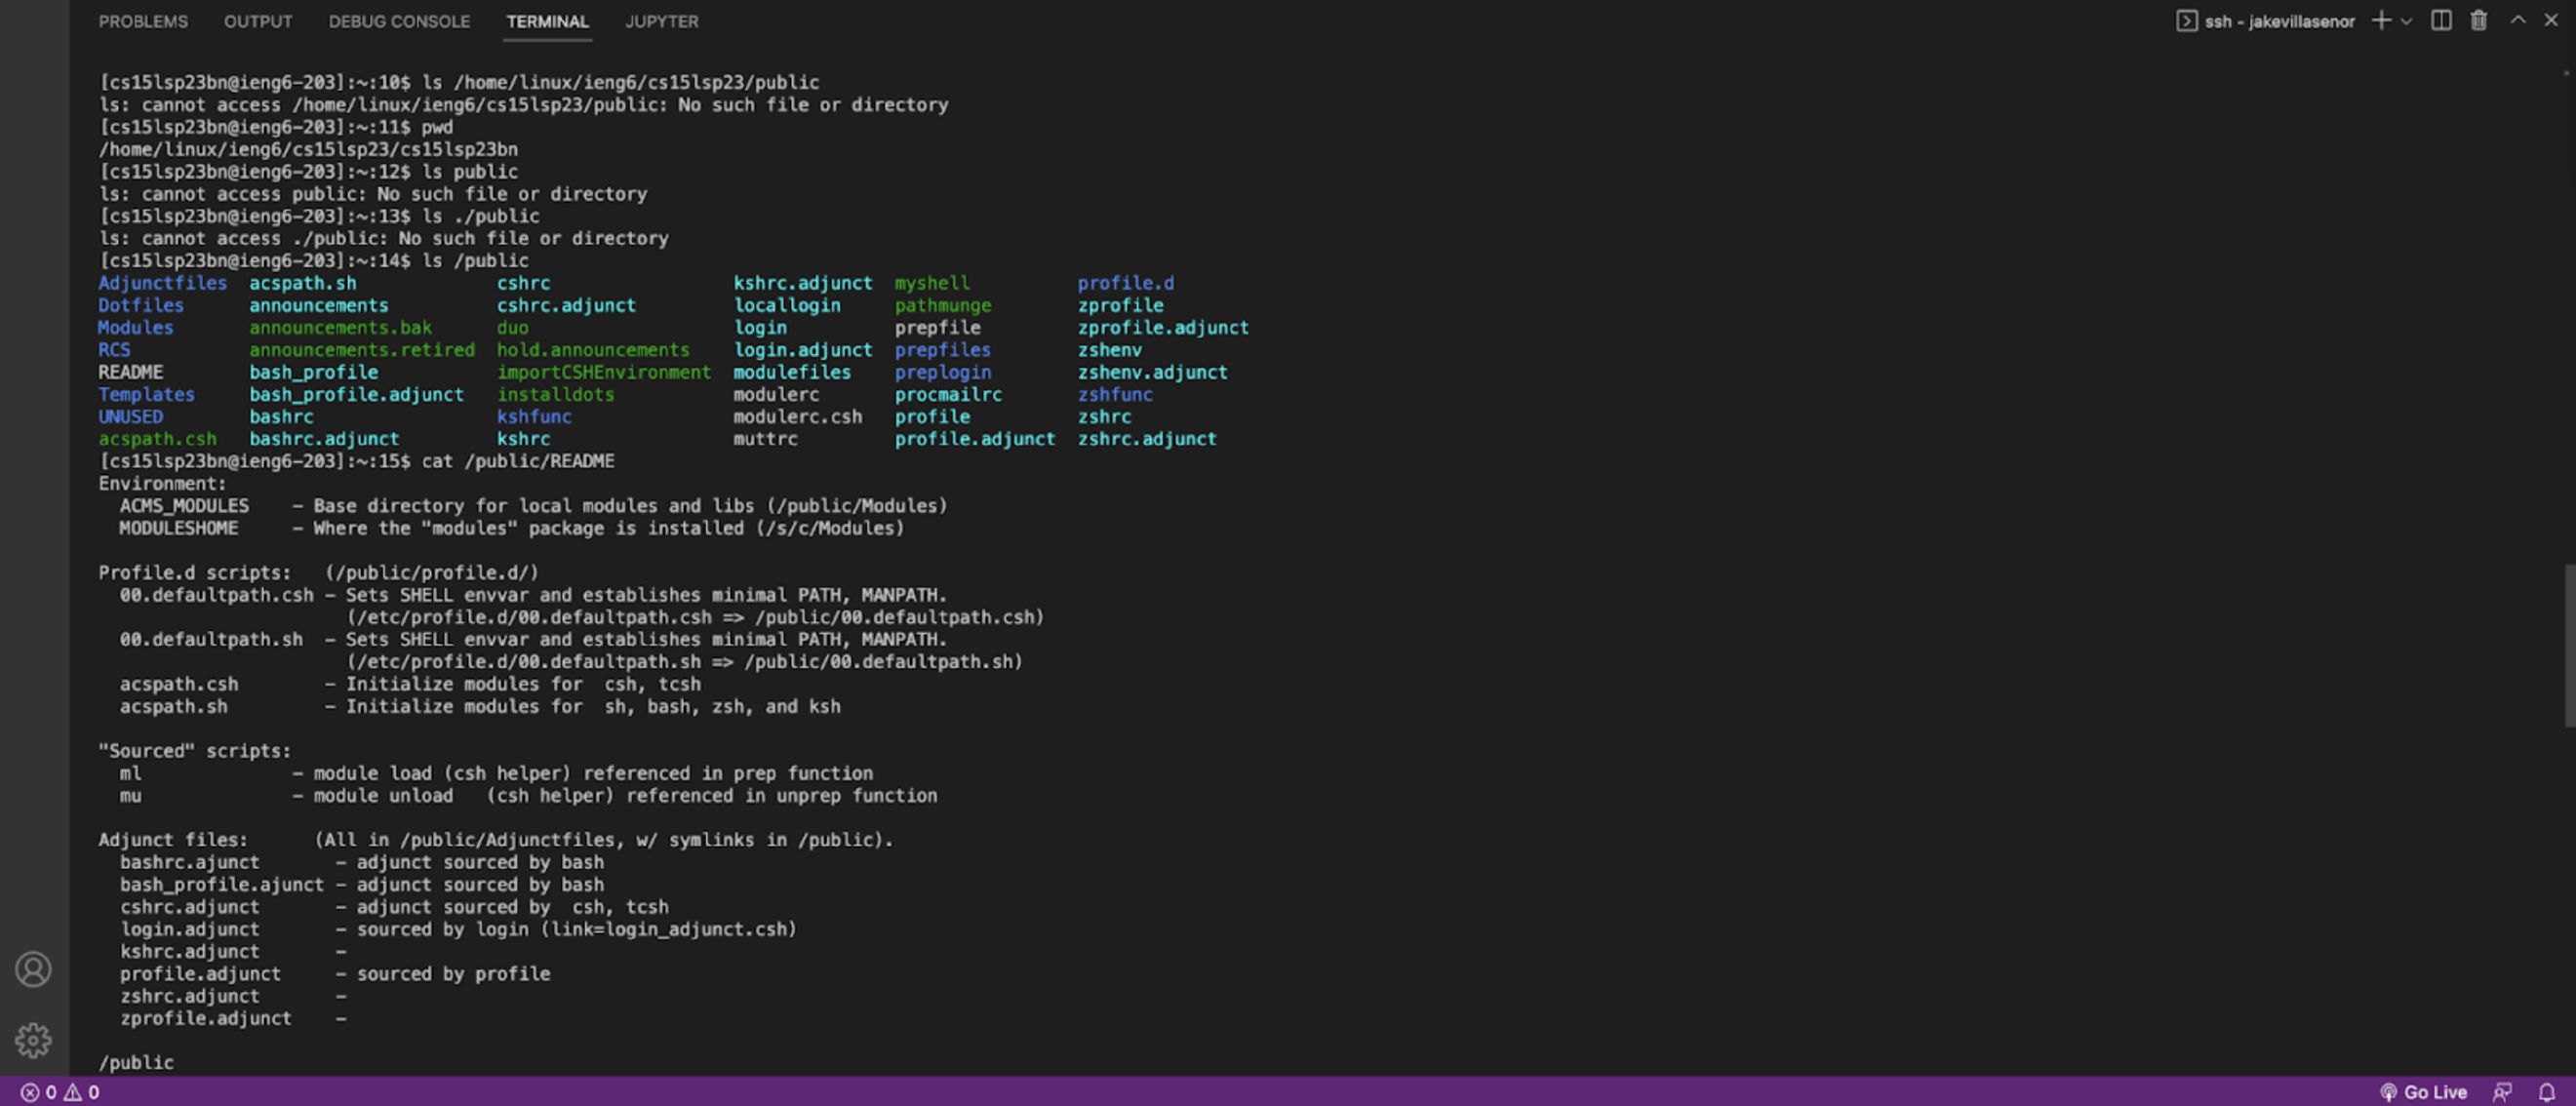 PROBLEMS OUTPUT DEBUG CONSOLE TERMINAL JUPYTER ssh - jakevillasenor
[cs15lsp23bn@ieng6-203]:~:10$ ls /home/linux/ieng6/cs15lsp23/public
ls: cannot access /home/linux/ieng6/cs15lsp23/public: No such file or directory
[cs15lsp23bn@ieng6-203]:~:11$ pwd
/home/linux/ieng6/cs15lsp23/cs15lsp23bn
[cs15lsp23bn@ieng6-203]:~:12$ ls public
ls: cannot access public: No such file or directory
[cs15lsp23bn@ieng6-203]:~:13$ ls ./public
ls: cannot access ./public: No such file or directory
[cs15lsp23bn@ieng6-203]:~:14$ ls /public
Adjunctfiles acspath.sh cshrc kshrc.adjunct myshell profile.d
Dotfiles announcements cshrc.adjunct locallogin pathmunge zprofile
Modules announcements.bak duo login prepfile zprofile.adjunct
RCS announcements.retired hold.announcements login.adjunct prepfiles zshenv
README bash_profile importCSHEnvironment modulefiles preplogin zshenv.adjunct
Templates bash_profile.adjunct installdots modulerc procmailrc zshfunc
UNUSED bashrc kshfunc modulerc.csh profile zshrc
acspath.csh bashrc.adjunct kshrc muttrc profile.adjunct zshrc.adjunct
[cs15lsp23bn@ieng6-203]:~:15$ cat /public/README
Environment:
ACMS_MODULES – Base directory for local modules and libs (/public/Modules)
MODULESHOME – Where the "modules" package is installed (/s/c/Modules)
Profile.d scripts: (/public/profile.d/)
00.defaultpath.csh – Sets SHELL envvar and establishes minimal PATH, MANPATH.
(/etc/profile.d/00.defaultpath.csh => /public/00.defaultpath.csh)
00.defaultpath.sh – Sets SHELL envvar and establishes minimal PATH, MANPATH.
(/etc/profile.d/00.defaultpath.sh => /public/00.defaultpath.sh)
acspath.csh – Initialize modules for csh, tcsh
acspath.sh – Initialize modules for sh, bash, zsh, and ksh
"Sourced" scripts:
ml – module load (csh helper) referenced in prep function
mu – module unload (csh helper) referenced in unprep function
Adjunct files: (All in /public/Adjunctfiles, w/ symlinks in /public).
bashrc.ajunct – adjunct sourced by bash
bash_profile.ajunct – adjunct sourced by bash
cshrc.adjunct – adjunct sourced by csh, tcsh
login.adjunct – sourced by login (link=login_adjunct.csh)
kshrc.adjunct –
profile.adjunct – sourced by profile
zshrc.adjunct –
zprofile.adjunct –
/public
0 0 Go Live